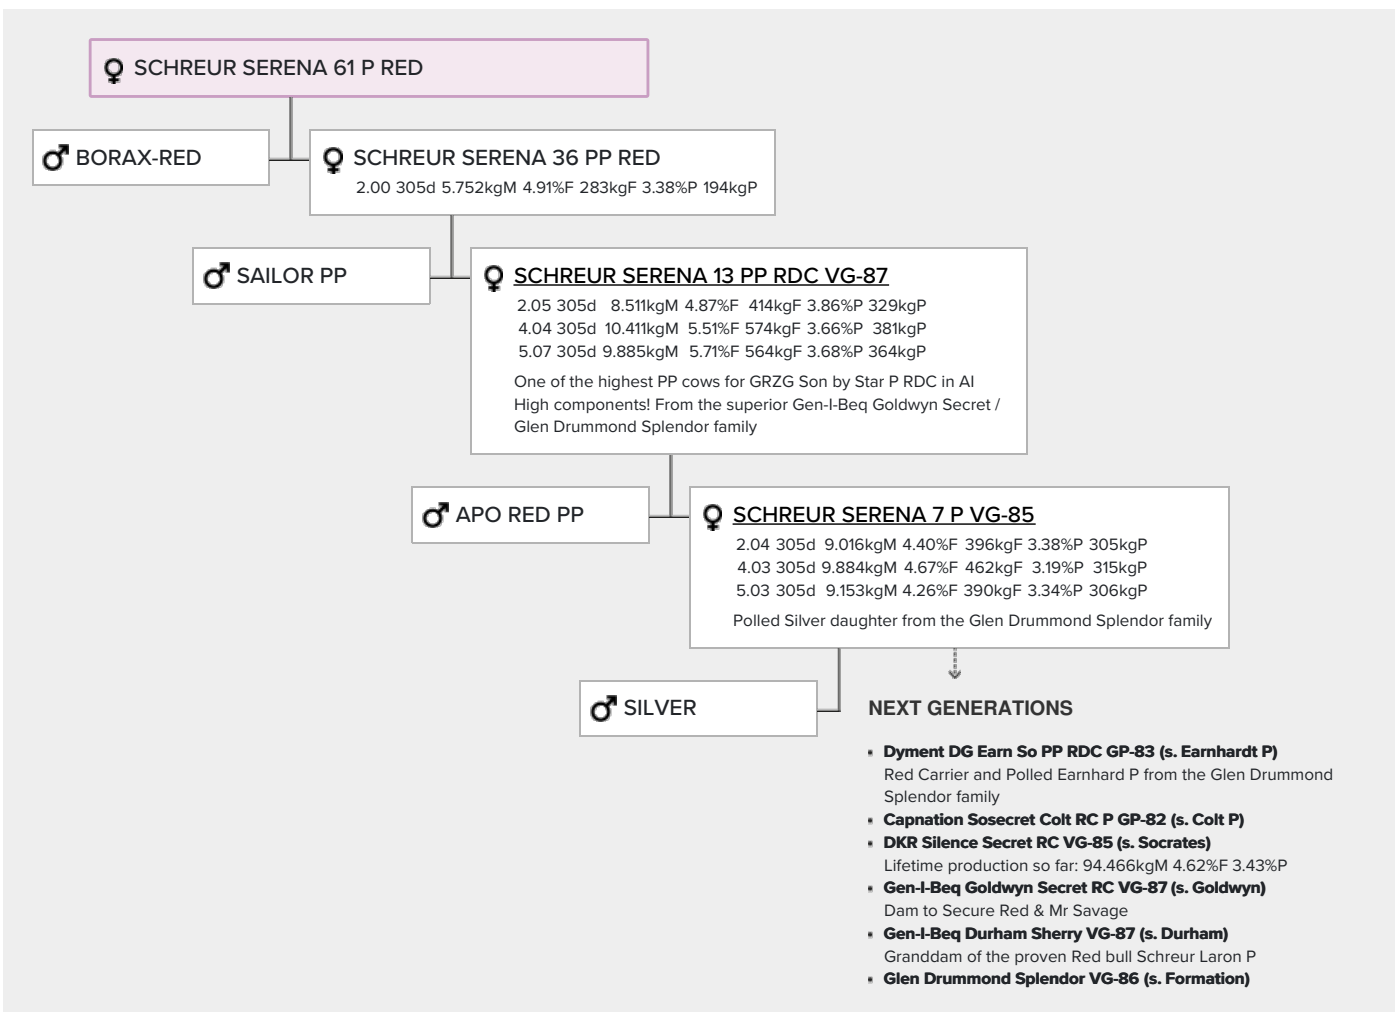 SCHREUR SERENA 61 P RED
BORAX-RED
SCHREUR SERENA 36 PP RED
2.00 305d 5.752kgM 4.91%F 283kgF 3.38%P 194kgP
SAILOR PP
SCHREUR SERENA 13 PP RDC VG-87
2.05 305d 8.511kgM 4.87%F 414kgF 3.86%P 329kgP
4.04 305d 10.411kgM 5.51%F 574kgF 3.66%P 381kgP
5.07 305d 9.885kgM 5.71%F 564kgF 3.68%P 364kgP
One of the highest PP cows for GRZG Son by Star P RDC in AI
High components! From the superior Gen-I-Beq Goldwyn Secret /
Glen Drummond Splendor family
APO RED PP
SCHREUR SERENA 7 P VG-85
2.04 305d 9.016kgM 4.40%F 396kgF 3.38%P 305kgP
4.03 305d 9.884kgM 4.67%F 462kgF 3.19%P 315kgP
5.03 305d 9.153kgM 4.26%F 390kgF 3.34%P 306kgP
Polled Silver daughter from the Glen Drummond Splendor family
SILVER
NEXT GENERATIONS
Dyment DG Earn So PP RDC GP-83 (s. Earnhardt P)
Red Carrier and Polled Earnhard P from the Glen Drummond
Splendor family
Capnation Sosecret Colt RC P GP-82 (s. Colt P)
DKR Silence Secret RC VG-85 (s. Socrates)
Lifetime production so far: 94.466kgM 4.62%F 3.43%P
Gen-I-Beq Goldwyn Secret RC VG-87 (s. Goldwyn)
Dam to Secure Red & Mr Savage
Gen-I-Beq Durham Sherry VG-87 (s. Durham)
Granddam of the proven Red bull Schreur Laron P
Glen Drummond Splendor VG-86 (s. Formation)